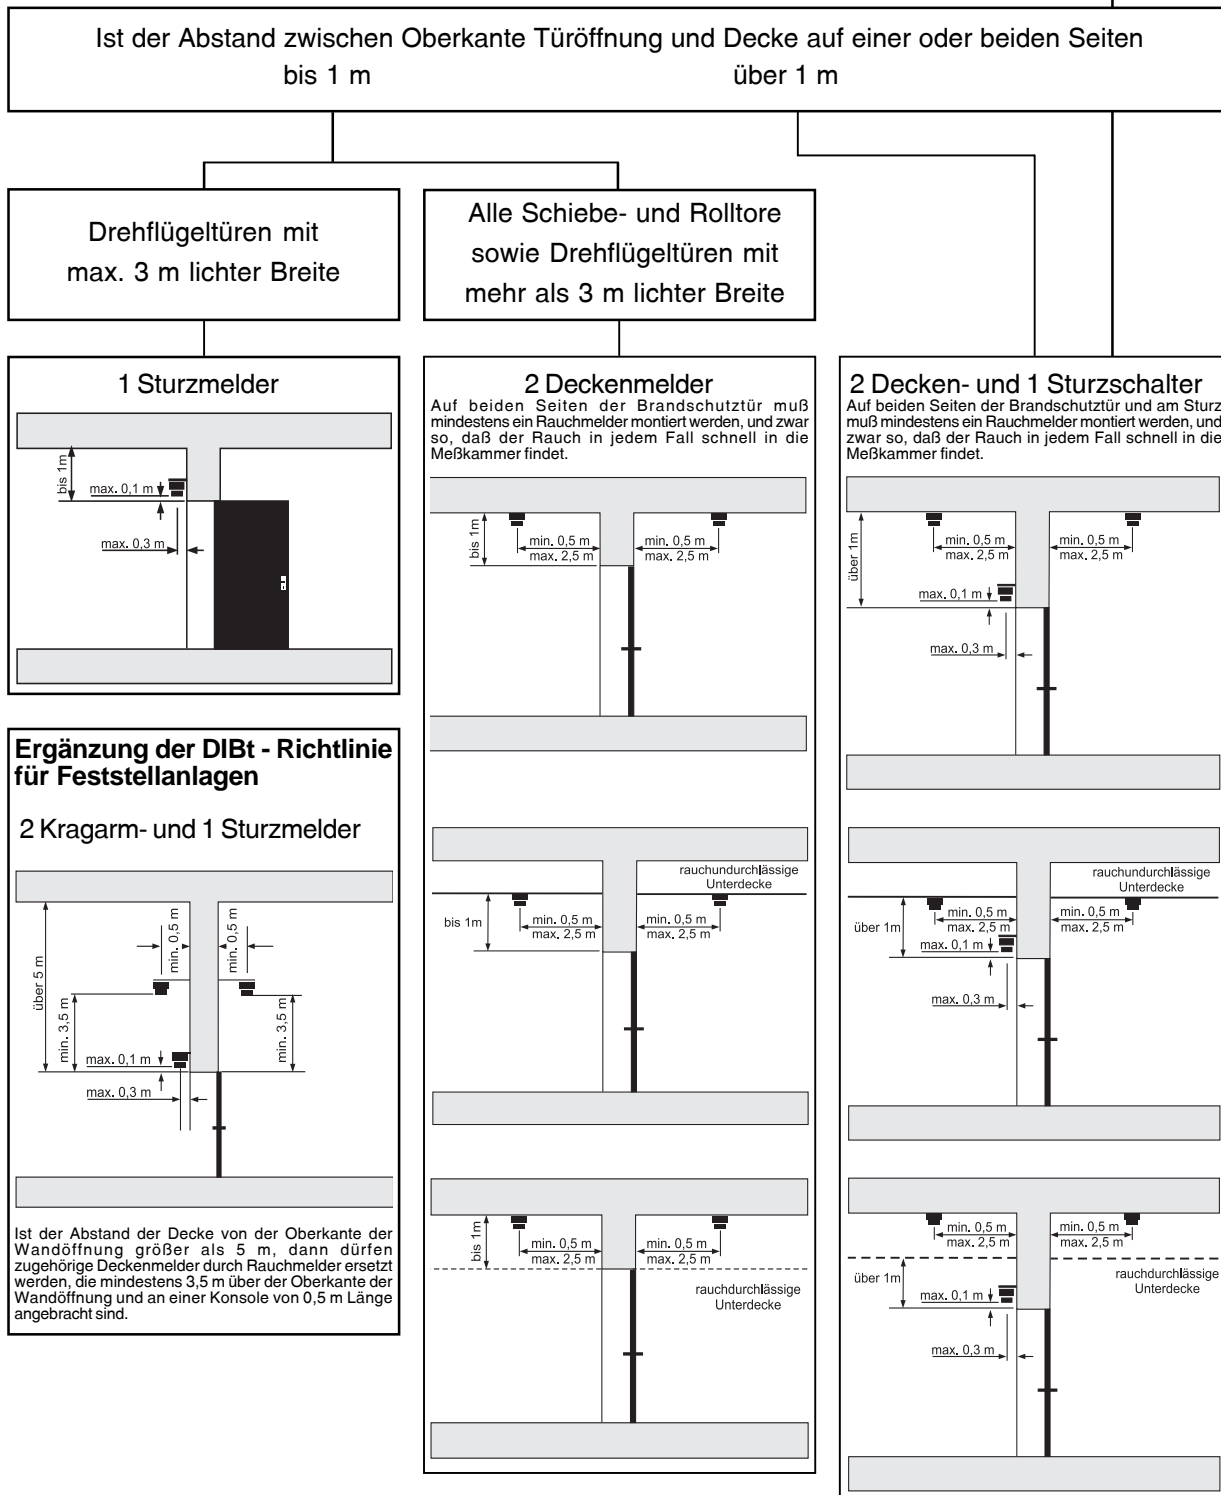 Ist der Abstand zwischen Oberkante Türöffnung und Decke auf einer oder beiden Seiten
bis 1 m über 1 m
Drehflügeltüren mit
max. 3 m lichter Breite
Alle Schiebe- und Rolltore
sowie Drehflügeltüren mit
mehr als 3 m lichter Breite
1 Sturzmelder
bis 1m
max. 0,1 m
max. 0,3 m
Ergänzung der DIBt - Richtlinie
für Feststellanlagen
2 Kragarm- und 1 Sturzmelder
über 5 m
min. 0,5 m
min. 0,5 m
min. 3,5 m
min. 3,5 m
max. 0,1 m
max. 0,3 m
Ist der Abstand der Decke von der Oberkante der
Wandöffnung größer als 5 m, dann dürfen
zugehörige Deckenmelder durch Rauchmelder ersetzt
werden, die mindestens 3,5 m über der Oberkante der
Wandöffnung und an einer Konsole von 0,5 m Länge
angebracht sind.
2 Deckenmelder
Auf beiden Seiten der Brandschutztür muß
mindestens ein Rauchmelder montiert werden, und zwar
so, daß der Rauch in jedem Fall schnell in die
Meßkammer findet.
bis 1m
min. 0,5 m
max. 2,5 m
min. 0,5 m
max. 2,5 m
rauchundurchlässige
Unterdecke
bis 1m
min. 0,5 m
max. 2,5 m
min. 0,5 m
max. 2,5 m
bis 1m
min. 0,5 m
max. 2,5 m
min. 0,5 m
max. 2,5 m
rauchdurchlässige
Unterdecke
2 Decken- und 1 Sturzschalter
Auf beiden Seiten der Brandschutztür und am Sturz
muß mindestens ein Rauchmelder montiert werden, und
zwar so, daß der Rauch in jedem Fall schnell in die
Meßkammer findet.
über 1m
min. 0,5 m
max. 2,5 m
min. 0,5 m
max. 2,5 m
max. 0,1 m
max. 0,3 m
rauchundurchlässige
Unterdecke
über 1m
min. 0,5 m
max. 2,5 m
min. 0,5 m
max. 2,5 m
max. 0,1 m
max. 0,3 m
min. 0,5 m
max. 2,5 m
min. 0,5 m
max. 2,5 m
über 1m
rauchdurchlässige
Unterdecke
max. 0,1 m
max. 0,3 m